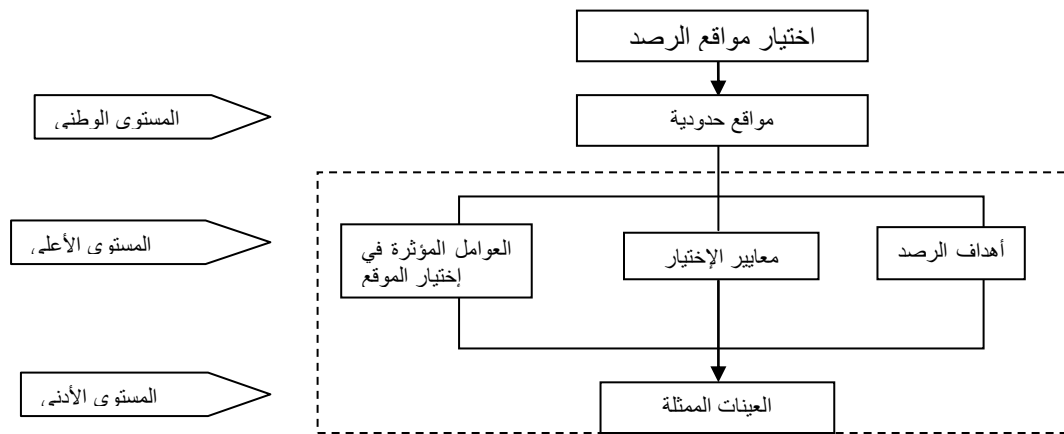 اختيار مواقع الرصد
المستوى الوطني
مواقع حدودية
المستوى الأعلى
أهداف الرصد
معايير الإختيار
العوامل المؤثرة في
إختيار الموقع
المستوى الأدنى
العينات الممثلة